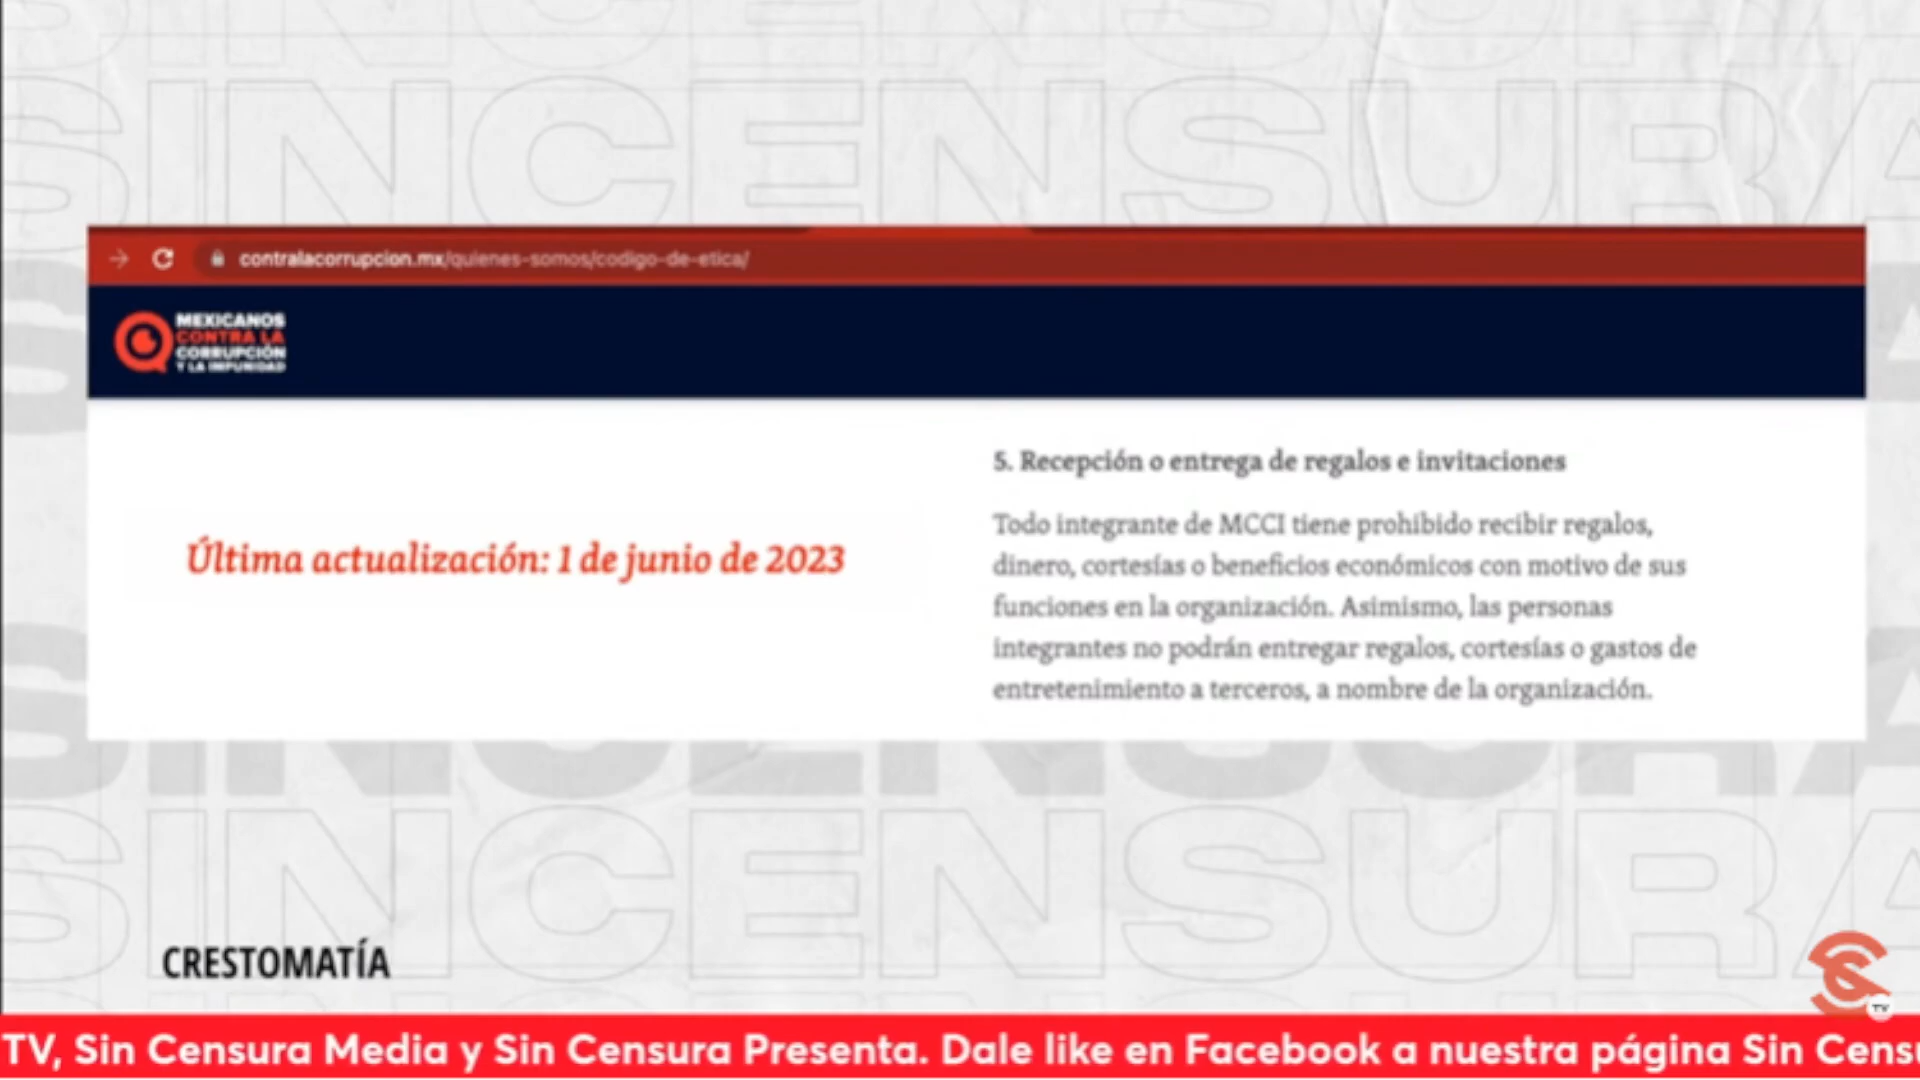 SINCENSURA
SINCENSURA
contralacorrupcion.mx/quienes-somos/codigo-de-etica/
MEXICANOS
CONTRA LA
CORRUPCIÓN
Y LA IMPUNIDAD
Última actualización: 1 de junio de 2023
5. Recepción o entrega de regalos e invitaciones
Todo integrante de MCCI tiene prohibido recibir regalos,
dinero, cortesías o beneficios económicos con motivo de sus
funciones en la organización. Asimismo, las personas
integrantes no podrán entregar regalos, cortesías o gastos de
entretenimiento a terceros, a nombre de la organización.
SINCENSURA
SINCENSURA
CRESTOMATÍA
TV
TV, Sin Censura Media y Sin Censura Presenta. Dale like en Facebook a nuestra página Sin Censu